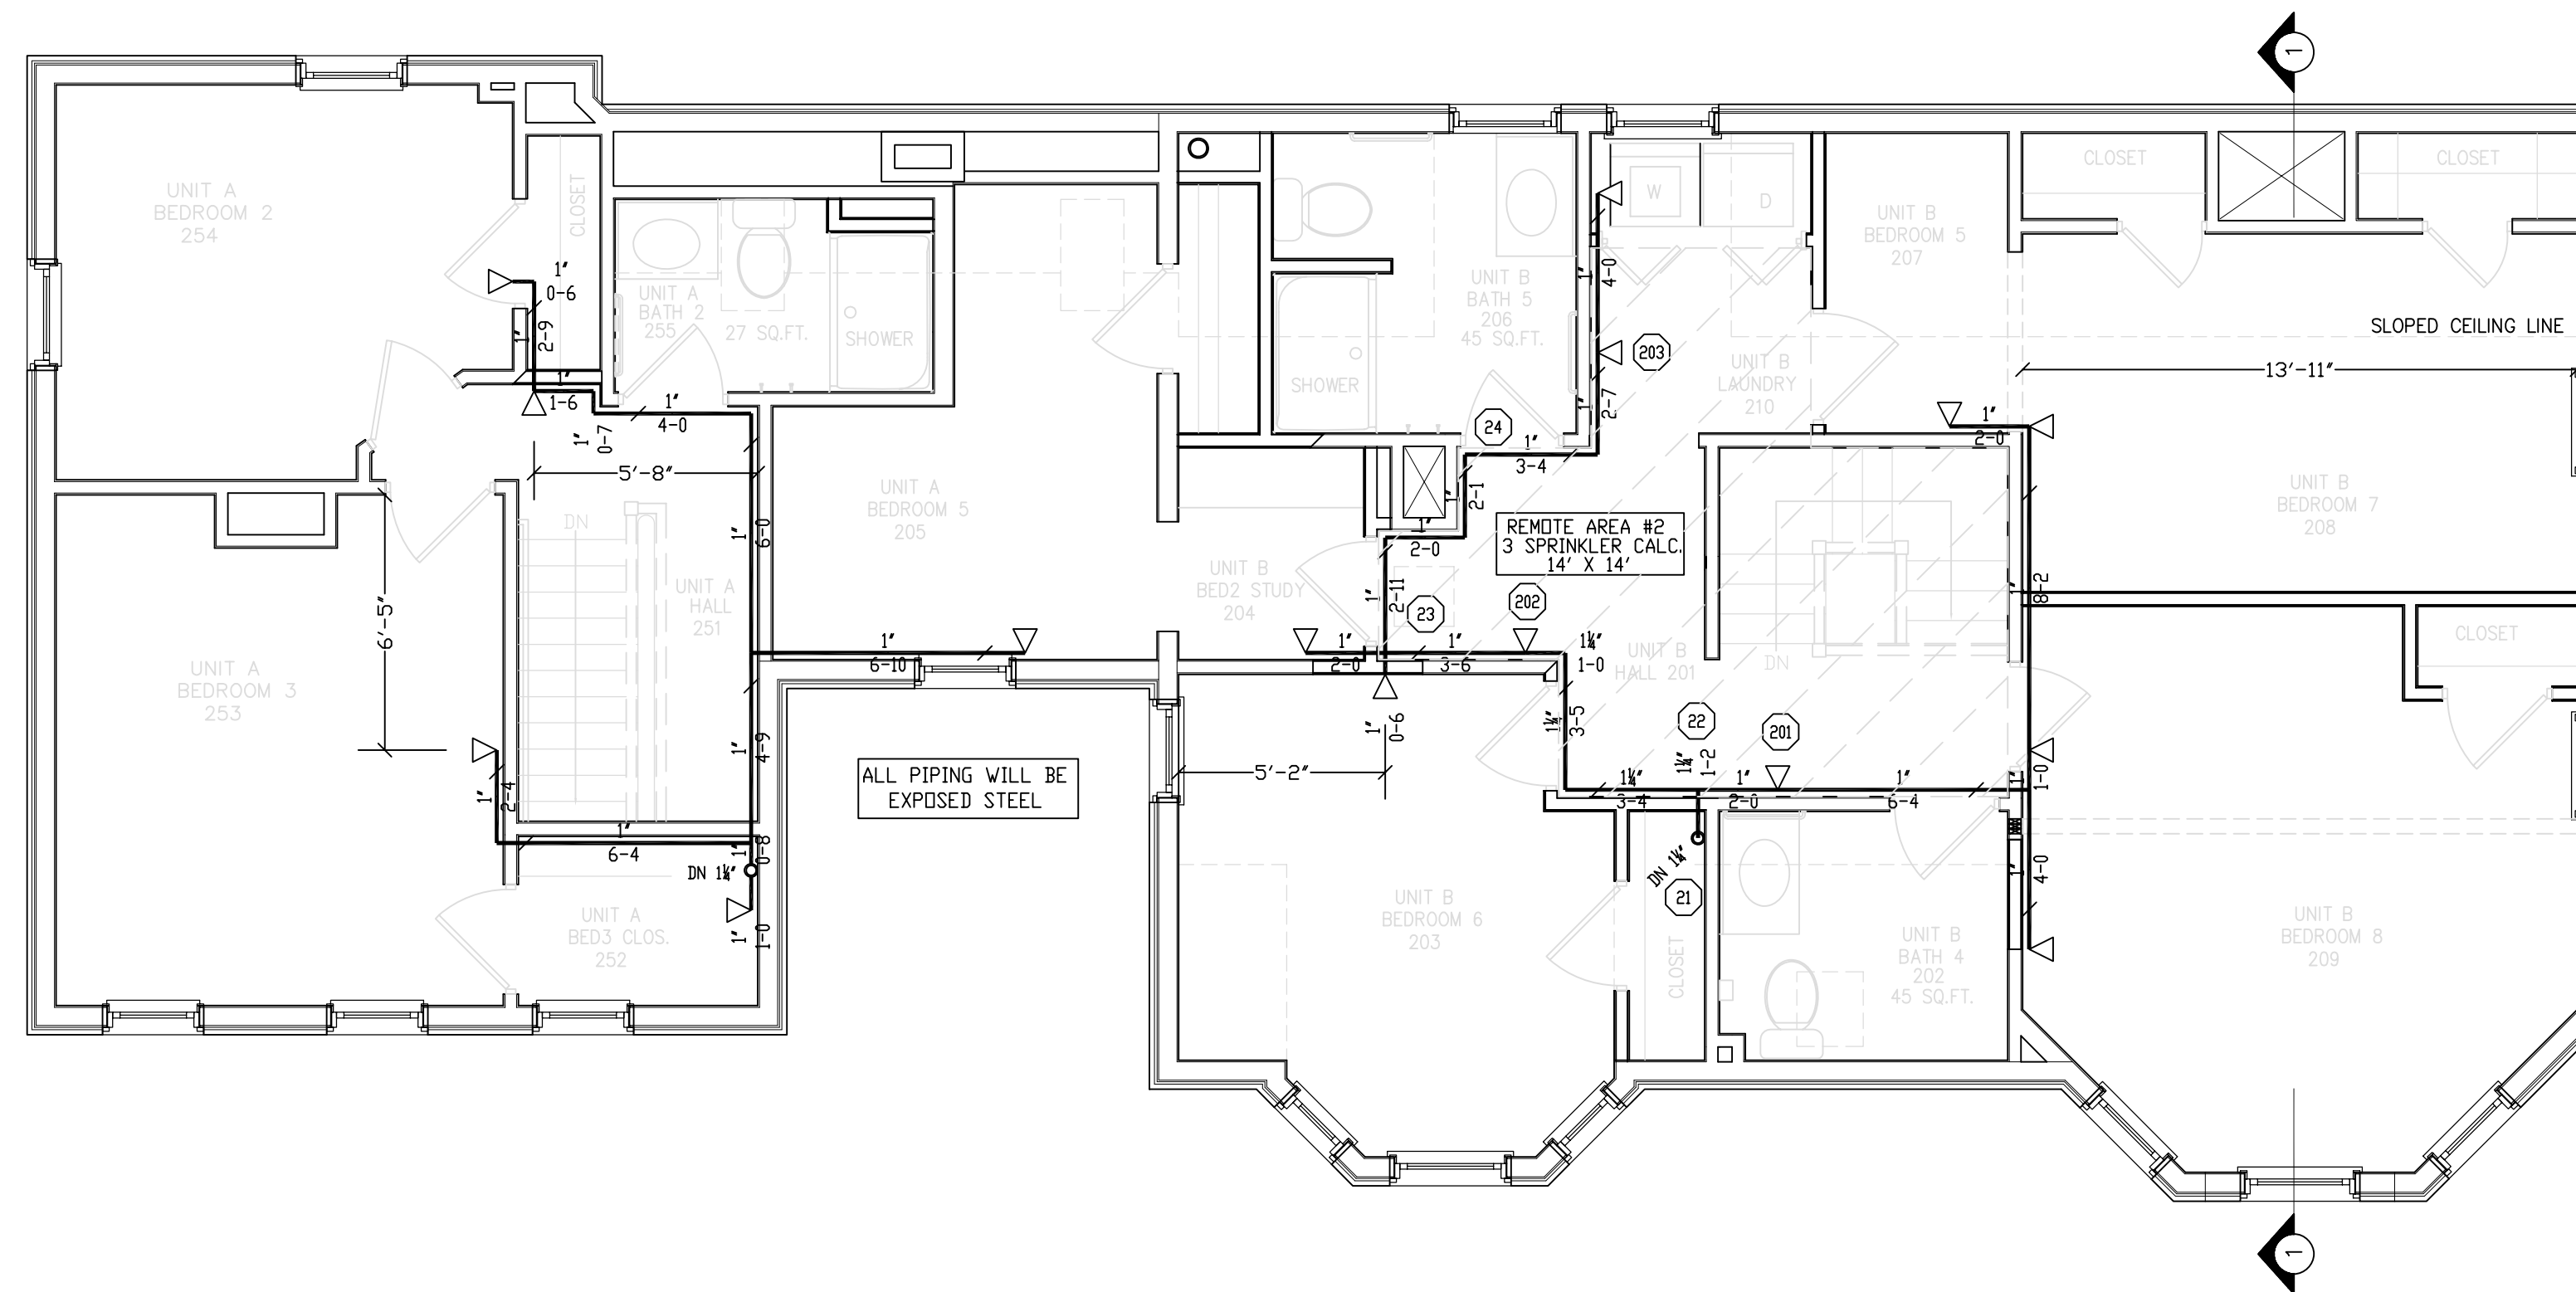 1
UNIT A
BEDROOM 2
254
CLOSET
1"
0-6
1"
2-9
1"
1-6
1"
0-7
1"
4-0
5'-8"
UNIT A
BATH 2
255
27 SQ.FT.
SHOWER
UNIT A
BEDROOM 5
205
1"
6-0
1"
6-10
DN
UNIT A
HALL
251
6'-5"
UNIT A
BEDROOM 3
253
1"
2-4
1"
6-4
1"
4-9
1"
0-8
DN 1¼"
1"
1-0
UNIT A
BED3 CLOS.
252
ALL PIPING WILL BE
EXPOSED STEEL
UNIT B
BATH 5
206
45 SQ.FT.
SHOWER
W
D
1"
4-0
203
1"
2-7
UNIT B
LAUNDRY
210
24
1"
3-4
1"
2-1
1"
2-0
REMOTE AREA #2
3 SPRINKLER CALC.
14' X 14'
UNIT B
BED2 STUDY
204
1"
2-11
23
202
1"
2-0
1"
3-6
1¼"
1-0
1"
0-6
1¼"
3-5
5'-2"
UNIT B
HALL 201
DN
22
201
1¼"
1-2
1¼"
3-4
1"
2-0
1"
6-4
DN 1¼"
21
UNIT B
BEDROOM 6
203
CLOSET
UNIT B
BATH 4
202
45 SQ.FT.
UNIT B
BEDROOM 5
207
CLOSET
CLOSET
SLOPED CEILING LINE
13'-11"
1"
2-0
UNIT B
BEDROOM 7
208
1"
8-2
1"
1-0
1"
4-0
CLOSET
UNIT B
BEDROOM 8
209
1